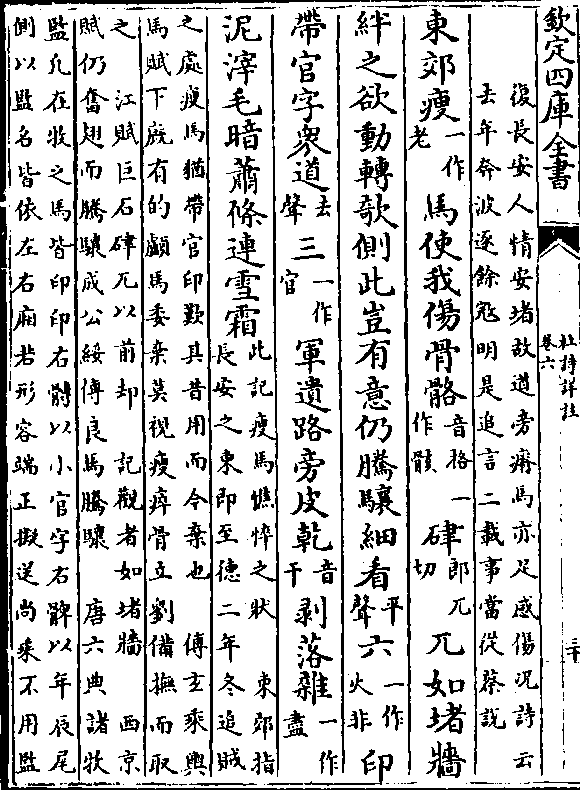 欽定四庫全書
杜詩詳註
卷六
二十
復長安人情安堵故道旁瘠馬亦足感傷况詩云
去年奔波逐餘宼明是追言二載事當從蔡説
東郊瘦一作老馬使我傷骨骼音格一作骸硉郎兀切兀如堵牆
絆之欲動轉欹側此豈有意仍騰驤細看平聲六一作火非印
帶官字衆道去聲三一作官軍遺路旁皮乾音干剥落雜一作盡
泥滓毛暗蕭條連雪霜此記瘦馬憔悴之狀 東郊指長安之東即至德二年冬追賊
之處瘦馬猶帶官印歎其昔用而今棄也 傅玄乘輿
馬賦下廐有的顱馬委棄莫視瘦瘁骨立劉備撫而取
之 江賦巨石硉兀以前却 記觀者如堵牆 西京
賦仍奮翅而騰驤成公綏傳良馬騰驤 唐六典諸牧
監凡在牧之馬皆印印右髆以小官字右髀以年辰尾
側以監名皆依左右廂若形容端正擬送尚乘不用監